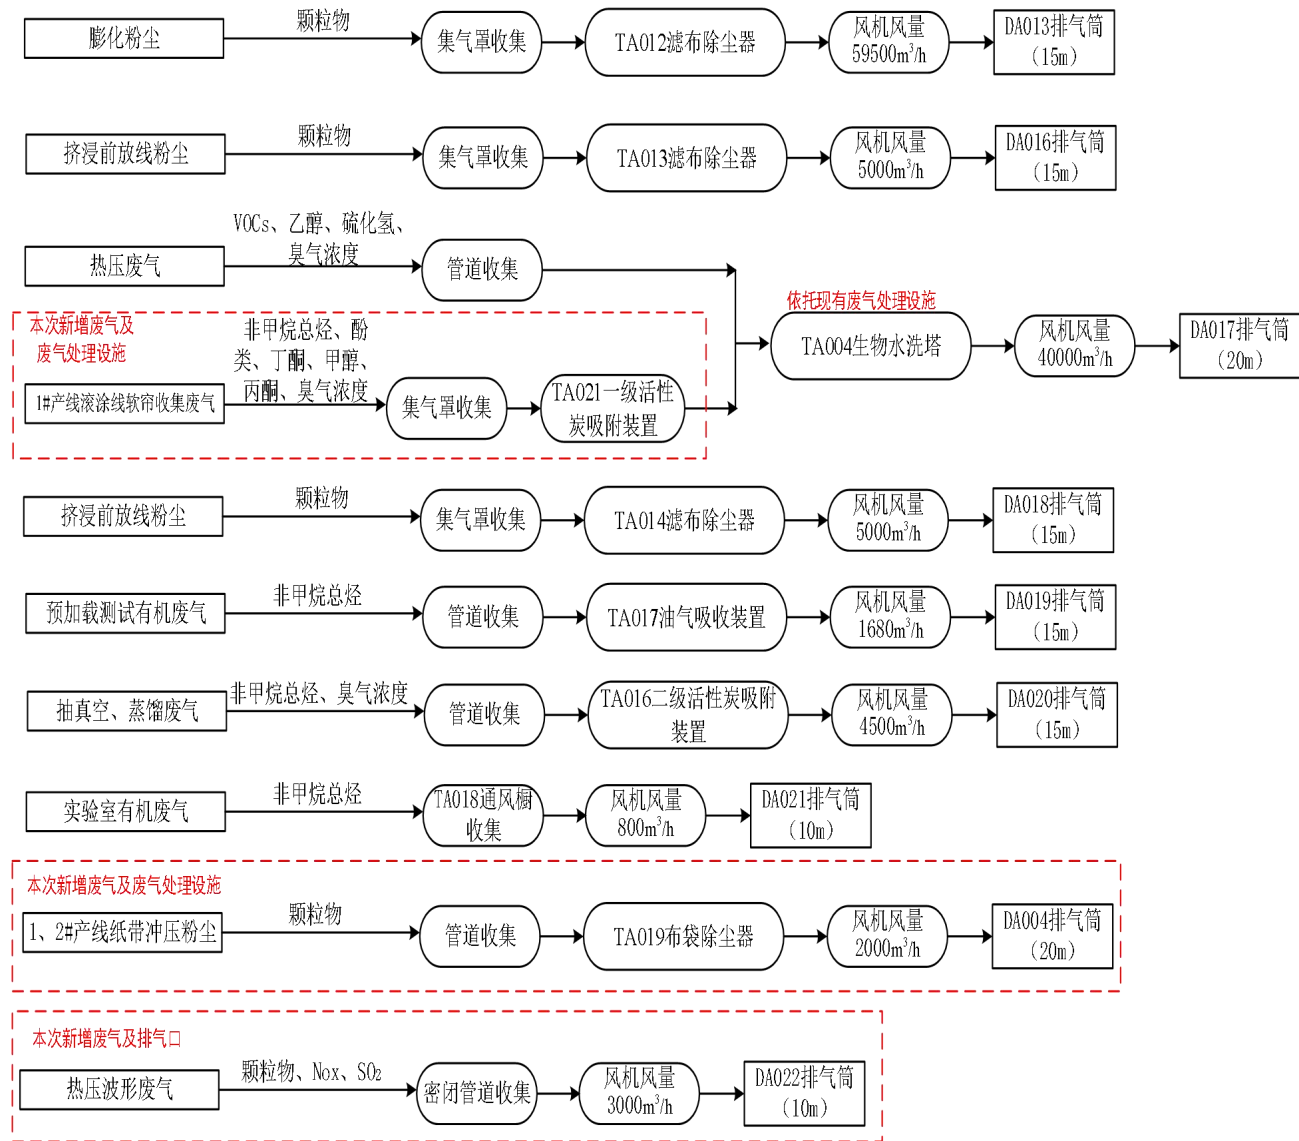 膨化粉尘
颗粒物
集气罩收集
TA012滤布除尘器
风机风量
59500m³/h
DA013排气筒
（15m）
挤浸前放线粉尘
颗粒物
集气罩收集
TA013滤布除尘器
风机风量
5000m³/h
DA016排气筒
（15m）
热压废气
VOCs、乙醇、硫化氢、
臭气浓度
管道收集
本次新增废气及
废气处理设施
1#产线滚涂线软帘收集废气
非甲烷总烃、酚
类、丁酮、甲醇、
丙酮、臭气浓度
集气罩收集
TA021一级活性
炭吸附装置
依托现有废气处理设施
TA004生物水洗塔
风机风量
40000m³/h
DA017排气筒
（20m）
挤浸前放线粉尘
颗粒物
集气罩收集
TA014滤布除尘器
风机风量
5000m³/h
DA018排气筒
（15m）
预加载测试有机废气
非甲烷总烃
管道收集
TA017油气吸收装置
风机风量
1680m³/h
DA019排气筒
（15m）
抽真空、蒸馏废气
非甲烷总烃、臭气浓度
管道收集
TA016二级活性炭吸附
装置
风机风量
4500m³/h
DA020排气筒
（15m）
实验室有机废气
非甲烷总烃
TA018通风橱
收集
风机风量
800m³/h
DA021排气筒
（10m）
本次新增废气及废气处理设施
1、2#产线纸带冲压粉尘
颗粒物
管道收集
TA019布袋除尘器
风机风量
2000m³/h
DA004排气筒
（20m）
本次新增废气及排气口
热压波形废气
颗粒物、Nox、SO₂
密闭管道收集
风机风量
3000m³/h
DA022排气筒
（10m）